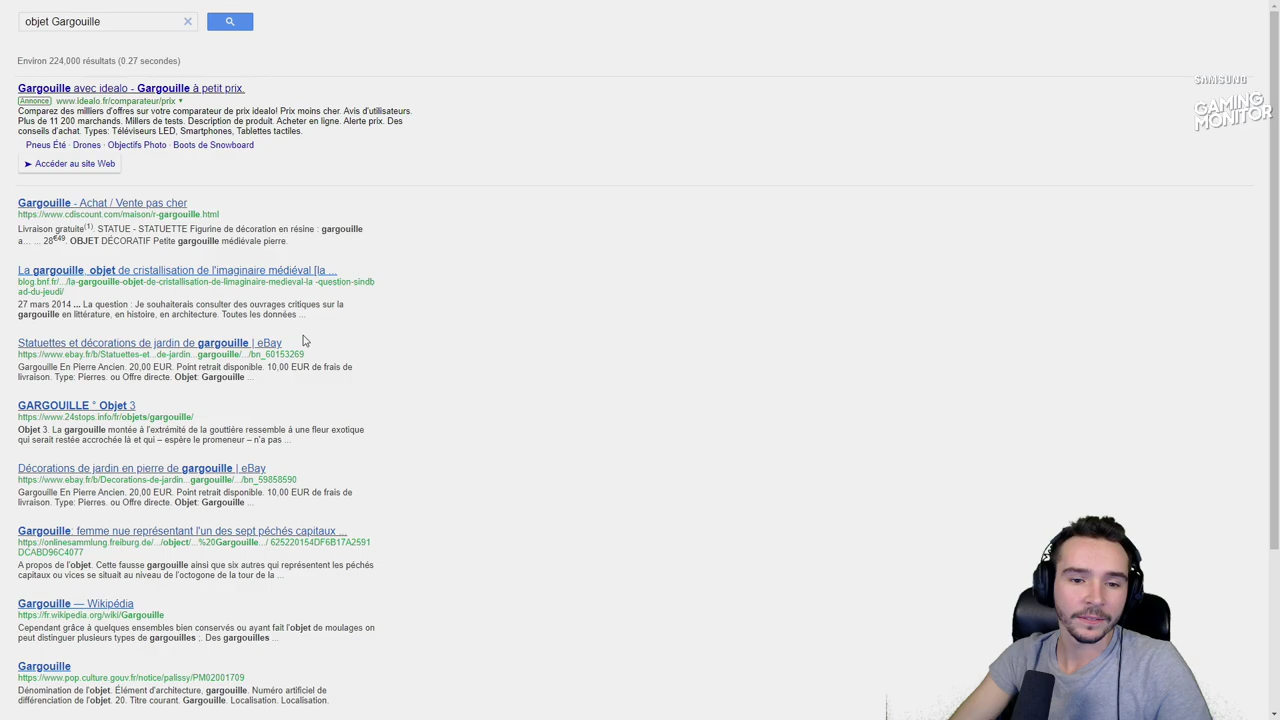 objet Gargouille
Environ 224,000 résultats (0.27 secondes)
SAMSUNG
GAMING
MONITOR
Gargouille avec idealo - Gargouille à petit prix.
Annonce www.idealo.fr/comparateur/prix
Comparez des milliers d'offres sur votre comparateur de prix idealo! Prix moins cher. Avis d'utilisateurs.
Plus de 11 200 marchands. Millers de tests. Description de produit. Acheter en ligne. Alerte prix. Des
conseils d'achat. Types: Téléviseurs LED, Smartphones, Tablettes tactiles.
Pneus Été · Drones · Objectifs Photo · Boots de Snowboard
Accéder au site Web
Gargouille - Achat / Vente pas cher
https://www.cdiscount.com/maison/r-gargouille.html
Livraison gratuite(1). STATUE - STATUETTE Figurine de décoration en résine : gargouille
a... ... 28€49. OBJET DÉCORATIF Petite gargouille médiévale pierre.
La gargouille, objet de cristallisation de l'imaginaire médiéval [la ...
blog.bnf.fr/.../la-gargouille-objet-de-cristallisation-de-limaginaire-medieval-la -question-sindb
ad-du-jeudi/
27 mars 2014 ... La question : Je souhaiterais consulter des ouvrages critiques sur la
gargouille en littérature, en histoire, en architecture. Toutes les données ...
Statuettes et décorations de jardin de gargouille | eBay
https://www.ebay.fr/b/Statuettes-et...de-jardin...gargouille/.../bn_60153269
Gargouille En Pierre Ancien. 20,00 EUR. Point retrait disponible. 10,00 EUR de frais de
livraison. Type: Pierres. ou Offre directe. Objet: Gargouille ...
GARGOUILLE ° Objet 3
https://www.24stops.info/fr/objets/gargouille/
Objet 3. La gargouille montée à l'extrémité de la gouttière ressemble à une fleur exotique
qui serait restée accrochée là et qui – espère le promeneur – n'a pas ...
Décorations de jardin en pierre de gargouille | eBay
https://www.ebay.fr/b/Decorations-de-jardin...gargouille/.../bn_59858590
Gargouille En Pierre Ancien. 20,00 EUR. Point retrait disponible. 10,00 EUR de frais de
livraison. Type: Pierres. ou Offre directe. Objet: Gargouille ...
Gargouille: femme nue représentant l'un des sept péchés capitaux ...
https://onlinesammlung.freiburg.de/.../object/...%20Gargouille.../ 625220154DF6B17A2591
DCABD96C4077
A propos de l'objet. Cette fausse gargouille ainsi que six autres qui représentent les péchés
capitaux ou vices se situait au niveau de l'octogone de la tour de la ...
Gargouille — Wikipédia
https://fr.wikipedia.org/wiki/Gargouille
Cependant grâce à quelques ensembles bien conservés ou ayant fait l'objet de moulages on
peut distinguer plusieurs types de gargouilles ;. Des gargouilles ...
Gargouille
https://www.pop.culture.gouv.fr/notice/palissy/PM02001709
Dénomination de l'objet. Élément d'architecture, gargouille. Numéro artificiel de
différenciation de l'objet. 20. Titre courant. Gargouille. Localisation. Localisation.